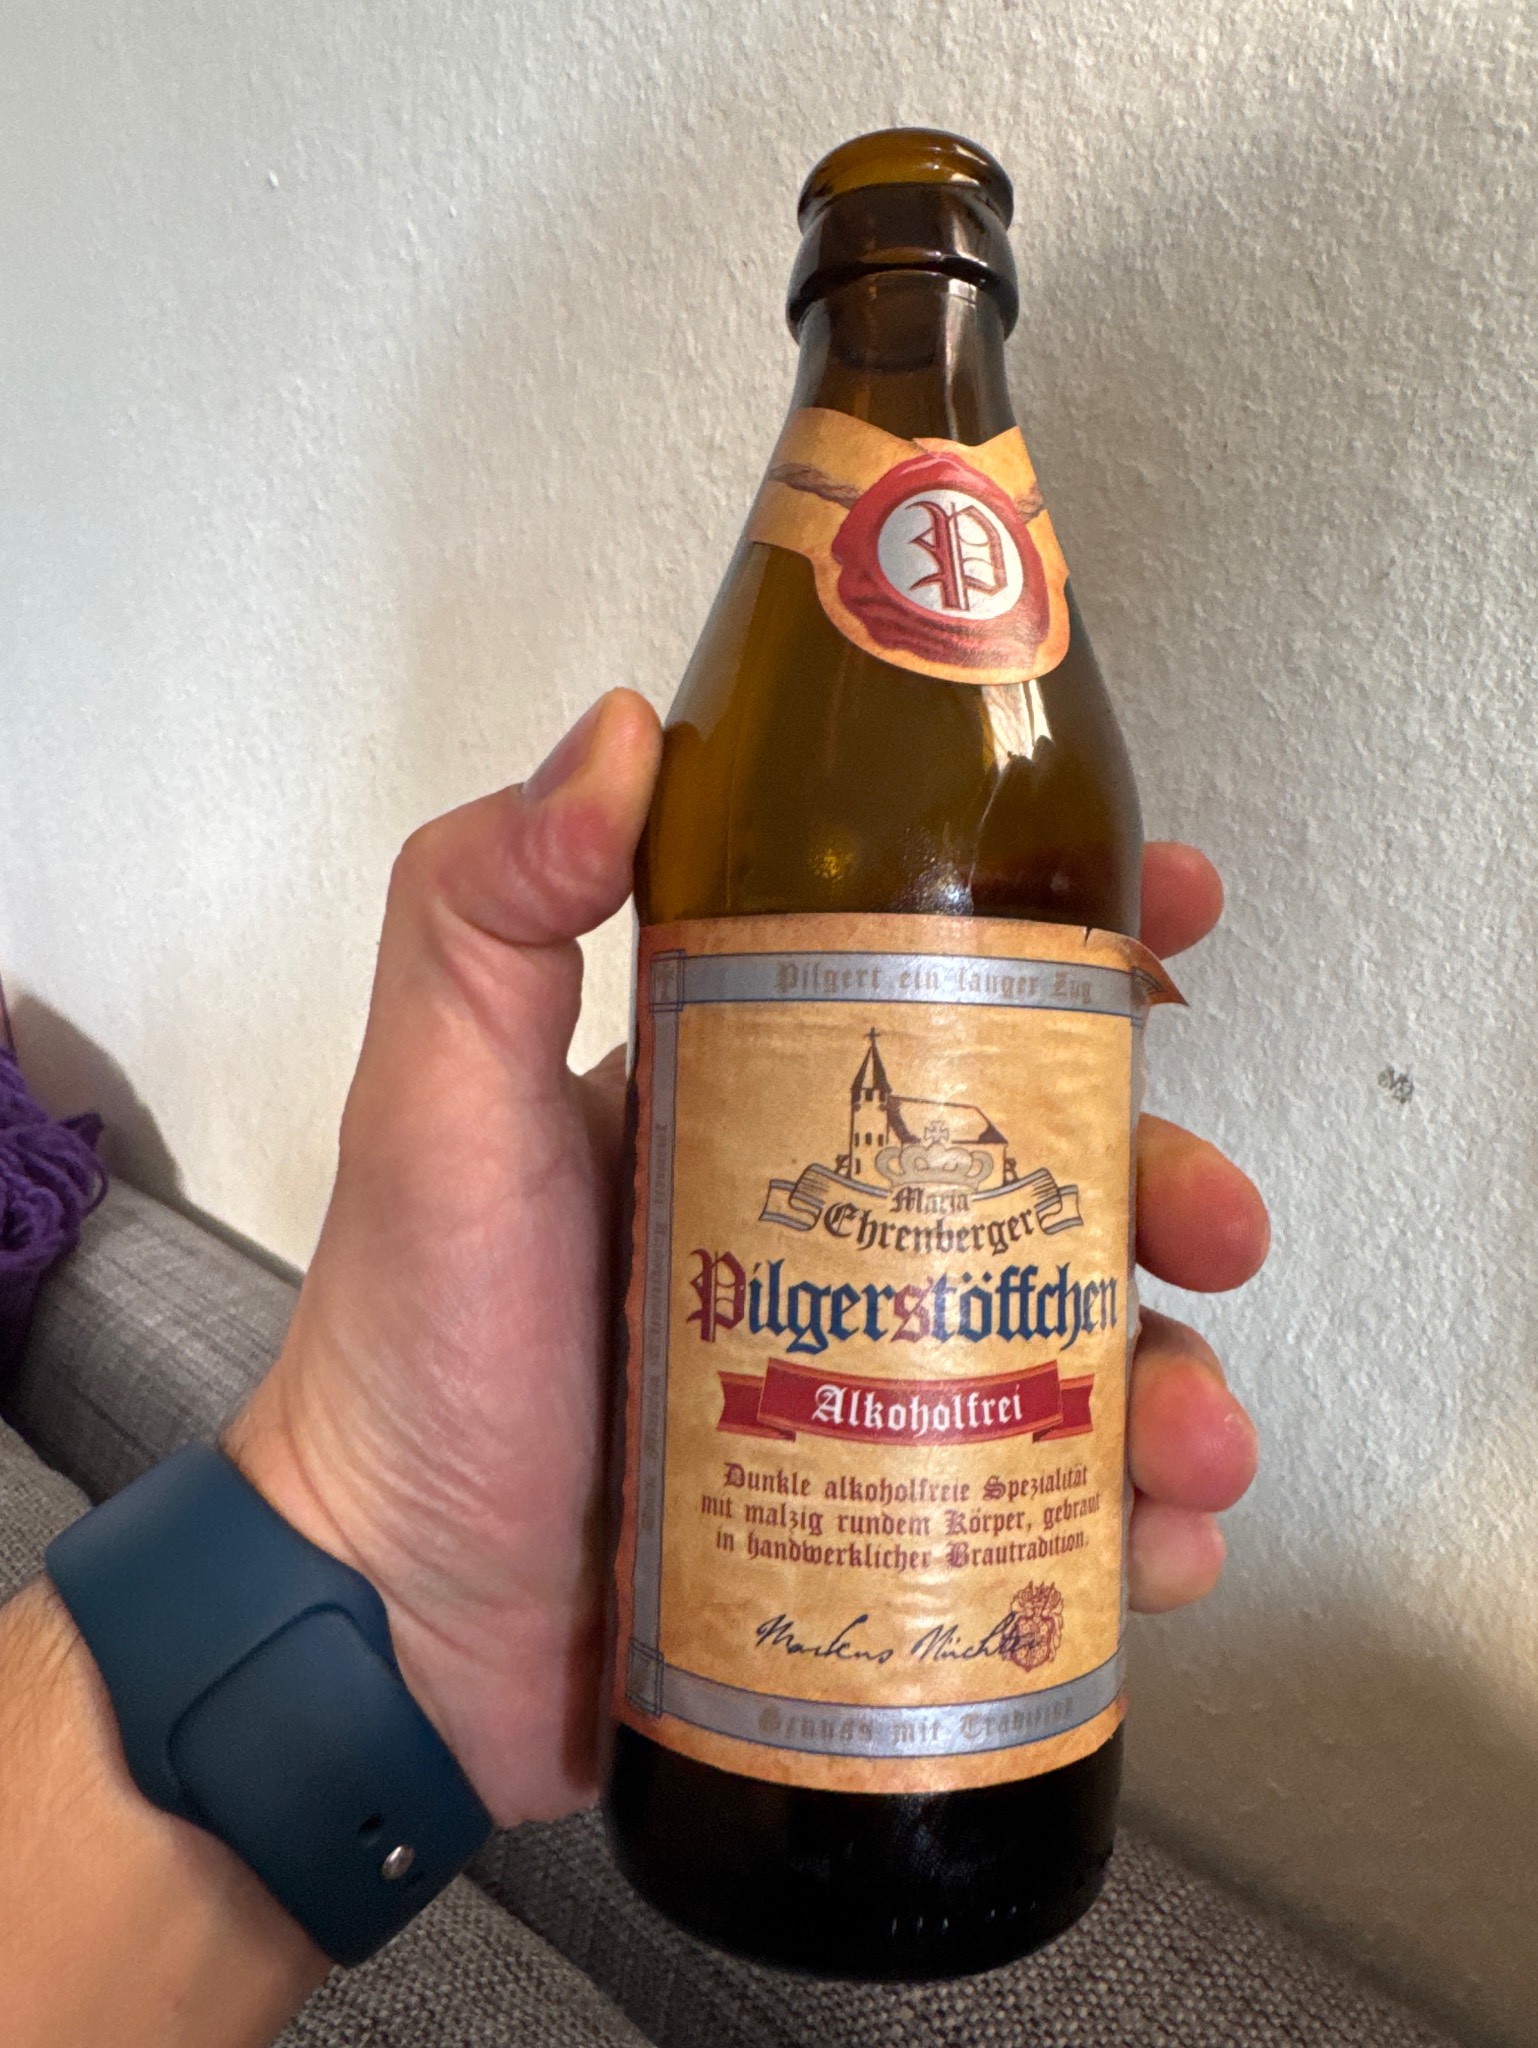 P
Pilgert ein langer Zug
Maria
Ehrenberger
Pilgerstöffchen
Alkoholfrei
Dunkle alkoholfreie Spezialität
mit malzig rundem Körper, gebraut
in handwerklicher Brautradition.
Genuss mit Tradition